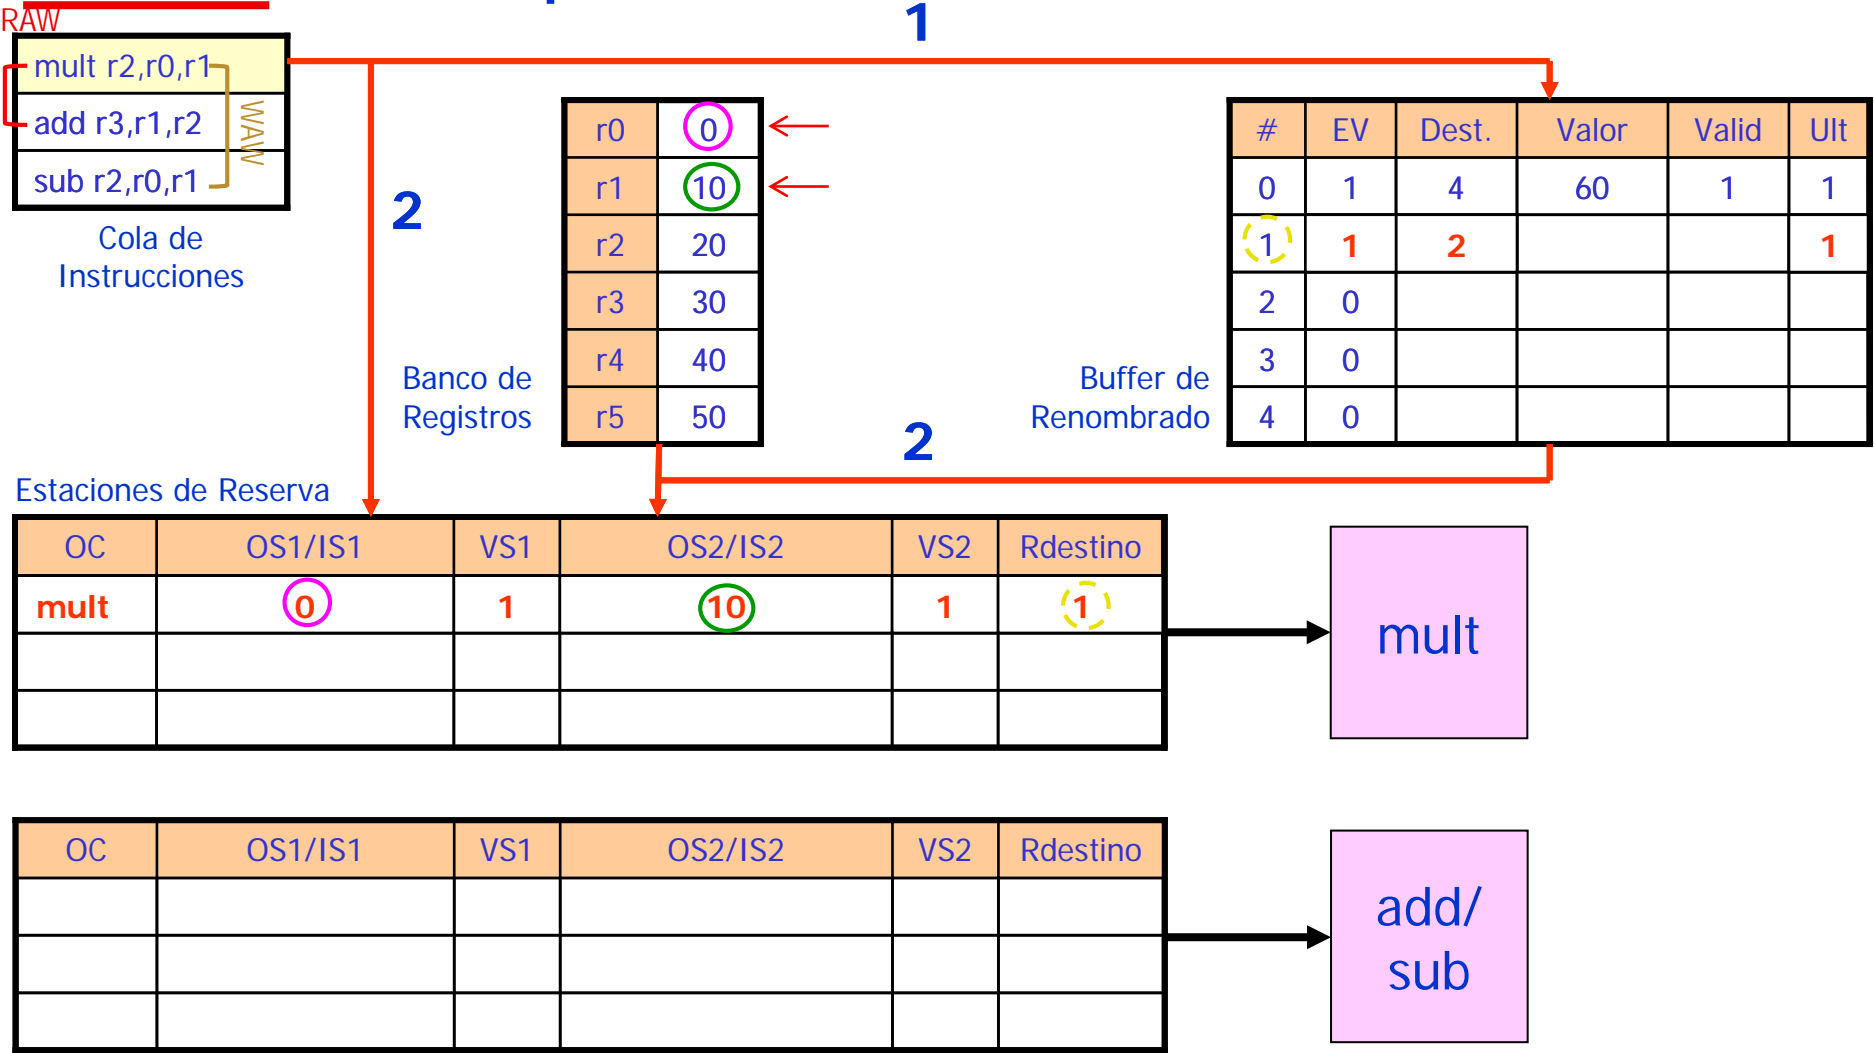 RAW
1
mult r2,r0,r1
add r3,r1,r2
sub r2,r0,r1
WAW
Cola de
Instrucciones
2
r0 0
r1 10
r2 20
r3 30
r4 40
r5 50
Banco de
Registros
# EV Dest. Valor Valid Ult
0 1 4 60 1 1
1 1 2 1
2 0
3 0
4 0
Buffer de
Renombrado
2
Estaciones de Reserva
OC OS1/IS1 VS1 OS2/IS2 VS2 Rdestino
mult 0 1 10 1 1
mult
OC OS1/IS1 VS1 OS2/IS2 VS2 Rdestino
add/
sub